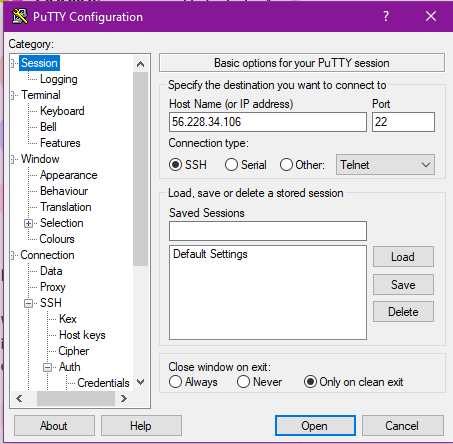 PuTTY Configuration
?
Category:
Session
Logging
Terminal
Keyboard
Bell
Features
Window
Appearance
Behaviour
Translation
Selection
Colours
Connection
Data
Proxy
SSH
Kex
Host keys
Cipher
Auth
Credentials
Basic options for your PuTTY session
Specify the destination you want to connect to
Host Name (or IP address) Port
56.228.34.106 22
Connection type:
SSH Serial Other: Telnet
Load, save or delete a stored session
Saved Sessions
Default Settings
Load
Save
Delete
Close window on exit:
Always Never Only on clean exit
About Help Open Cancel